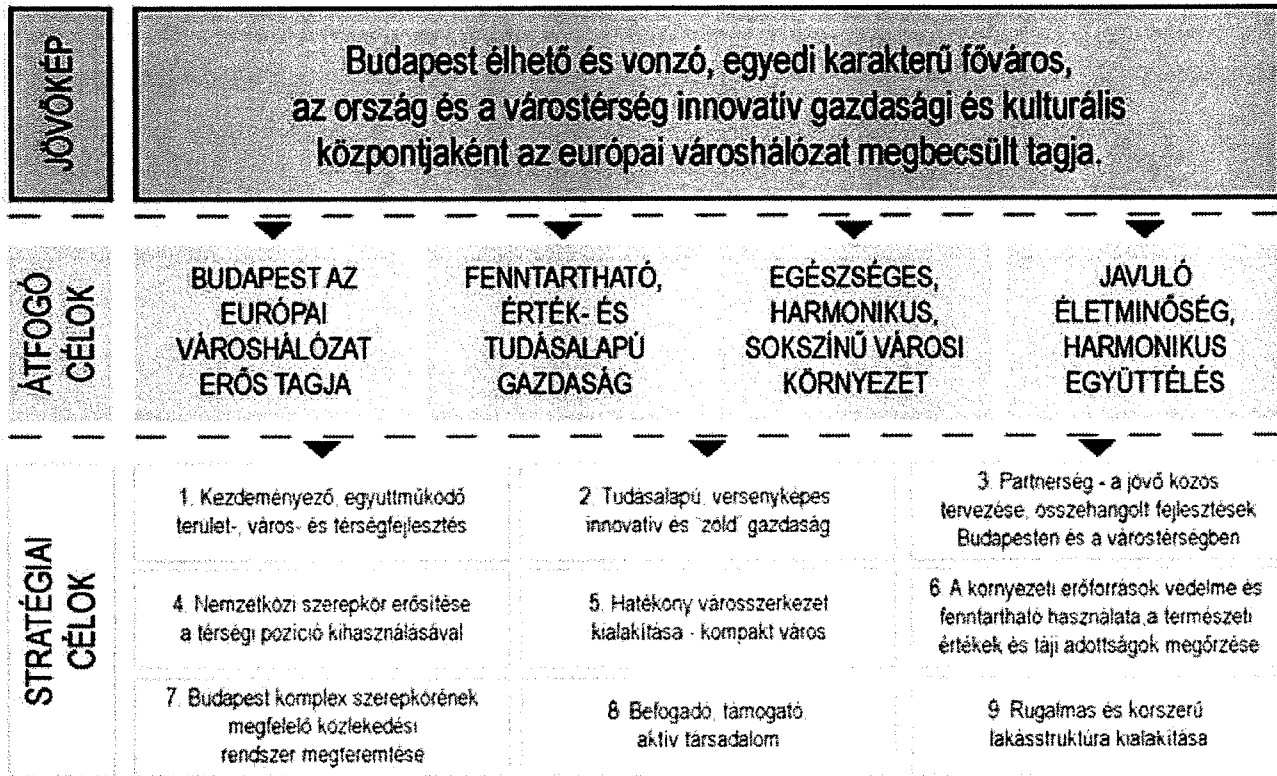 JÖVŐKÉP
Budapest élhető és vonzó, egyedi karakterű főváros,
az ország és a várostérség innovatív gazdasági és kulturális
központjaként az európai városhálózat megbecsült tagja.
ÁTFOGÓ
CÉLOK
BUDAPEST AZ
EURÓPAI
VÁROSHÁLÓZAT
ERŐS TAGJA
FENNTARTHATÓ,
ÉRTÉK- ÉS
TUDÁSALAPÚ
GAZDASÁG
EGÉSZSÉGES,
HARMONIKUS,
SOKSZÍNŰ VÁROSI
KÖRNYEZET
JAVULÓ
ÉLETMINŐSÉG,
HARMONIKUS
EGYÜTTÉLÉS
STRATÉGIAI
CÉLOK
1. Kezdeményező, együttműködő
terület-, város- és térségfejlesztés
2. Tudásalapú, versenyképes
innovatív és "zöld" gazdaság
3. Partnerség - a jövő közös
tervezése, összehangolt fejlesztések
Budapesten és a várostérségben
4. Nemzetközi szerepkör erősítése
a térségi pozíció kihasználásával
5. Hatékony városszerkezet
kialakítása - kompakt város
6. A környezeti erőforrások védelme és
fenntartható használata, a természeti
értékek és táji adottságok megőrzése
7. Budapest komplex szerepkörének
megfelelő közlekedési
rendszer megteremtése
8. Befogadó, támogató,
aktív társadalom
9. Rugalmas és korszerű
lakásstruktúra kialakítása